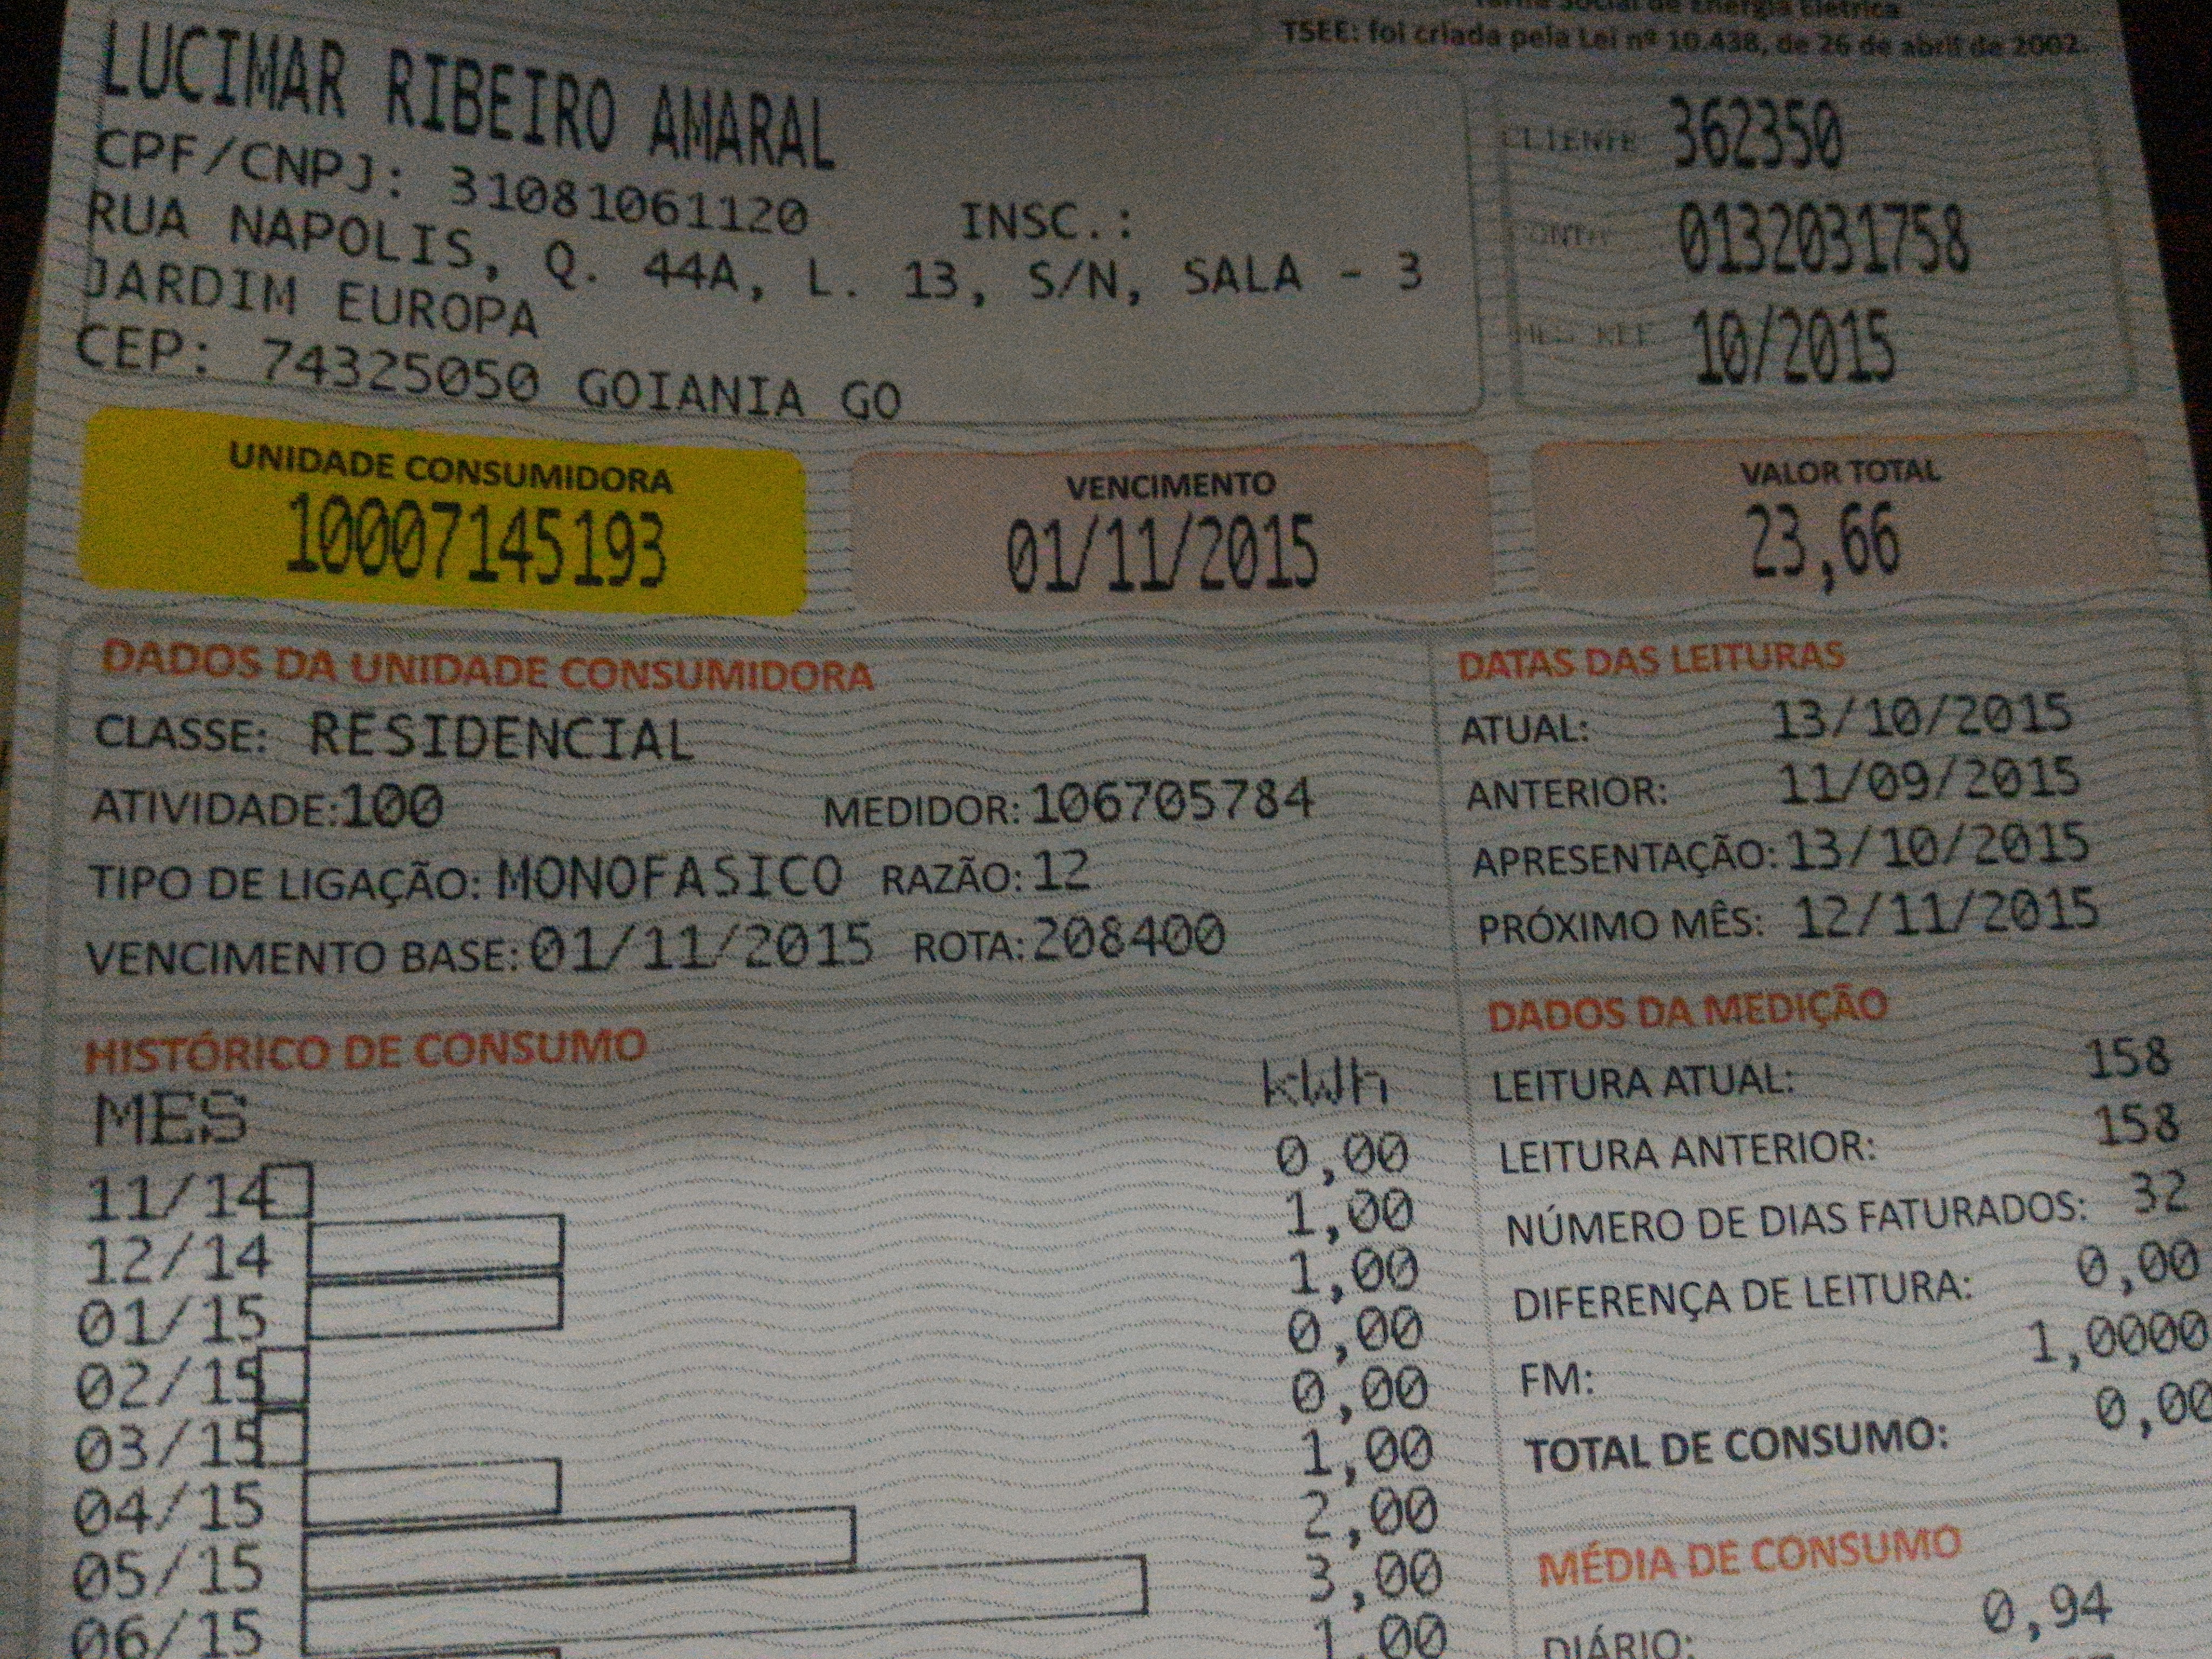 Tarifa Social de Energia Elétrica
TSEE: foi criada pela Lei nº 10.438, de 26 de abril de 2002.
LUCIMAR RIBEIRO AMARAL
CPF/CNPJ: 31081061120 INSC.:
RUA NAPOLIS, Q. 44A, L. 13, S/N, SALA - 3
JARDIM EUROPA
CEP: 74325050 GOIANIA GO
CLIENTE 362350
CONTA 0132031758
MES REF 10/2015
UNIDADE CONSUMIDORA
10007145193
VENCIMENTO
01/11/2015
VALOR TOTAL
23,66
DADOS DA UNIDADE CONSUMIDORA
CLASSE: RESIDENCIAL
ATIVIDADE:100 MEDIDOR: 106705784
TIPO DE LIGAÇÃO: MONOFASICO RAZÃO: 12
VENCIMENTO BASE: 01/11/2015 ROTA: 208400
DATAS DAS LEITURAS
ATUAL: 13/10/2015
ANTERIOR: 11/09/2015
APRESENTAÇÃO: 13/10/2015
PRÓXIMO MÊS: 12/11/2015
HISTÓRICO DE CONSUMO
MES kWh
11/14 0,00
12/14 1,00
01/15 1,00
02/15 0,00
03/15 0,00
04/15 1,00
05/15 2,00
06/15 3,00
1,00
DADOS DA MEDIÇÃO
LEITURA ATUAL: 158
LEITURA ANTERIOR: 158
NÚMERO DE DIAS FATURADOS: 32
DIFERENÇA DE LEITURA: 0,00
FM: 1,0000
TOTAL DE CONSUMO: 0,00
MÉDIA DE CONSUMO
DIÁRIO: 0,94